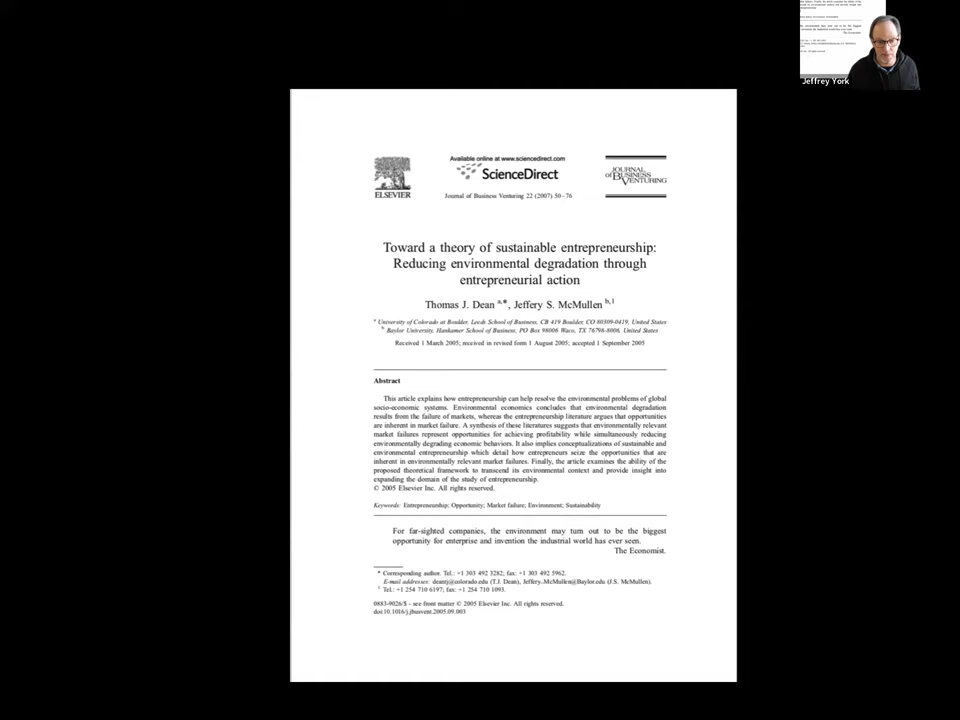 Jeffrey York
ELSEVIER
Available online at www.sciencedirect.com
ScienceDirect
Journal of Business Venturing 22 (2007) 50–76
JOURNAL
of BUSINESS
VENTURING
Toward a theory of sustainable entrepreneurship:
Reducing environmental degradation through
entrepreneurial action
Thomas J. Dean a,*, Jeffery S. McMullen b,1
a University of Colorado at Boulder, Leeds School of Business, CB 419 Boulder, CO 80309-0419, United States
b Baylor University, Hankamer School of Business, PO Box 98006 Waco, TX 76798-8006, United States
Received 1 March 2005; received in revised form 1 August 2005; accepted 1 September 2005
Abstract
This article explains how entrepreneurship can help resolve the environmental problems of global
socio-economic systems. Environmental economics concludes that environmental degradation
results from the failure of markets, whereas the entrepreneurship literature argues that opportunities
are inherent in market failure. A synthesis of these literatures suggests that environmentally relevant
market failures represent opportunities for achieving profitability while simultaneously reducing
environmentally degrading economic behaviors. It also implies conceptualizations of sustainable and
environmental entrepreneurship which detail how entrepreneurs seize the opportunities that are
inherent in environmentally relevant market failures. Finally, the article examines the ability of the
proposed theoretical framework to transcend its environmental context and provide insight into
expanding the domain of the study of entrepreneurship.
© 2005 Elsevier Inc. All rights reserved.
Keywords: Entrepreneurship; Opportunity; Market failure; Environment; Sustainability
For far-sighted companies, the environment may turn out to be the biggest
opportunity for enterprise and invention the industrial world has ever seen.
The Economist.
* Corresponding author. Tel.: +1 303 492 3282; fax: +1 303 492 5962.
E-mail addresses: deantj@colorado.edu (T.J. Dean), Jeffery_McMullen@Baylor.edu (J.S. McMullen).
1 Tel.: +1 254 710 6197; fax: +1 254 710 1093.
0883-9026/$ - see front matter © 2005 Elsevier Inc. All rights reserved.
doi:10.1016/j.jbusvent.2005.09.003